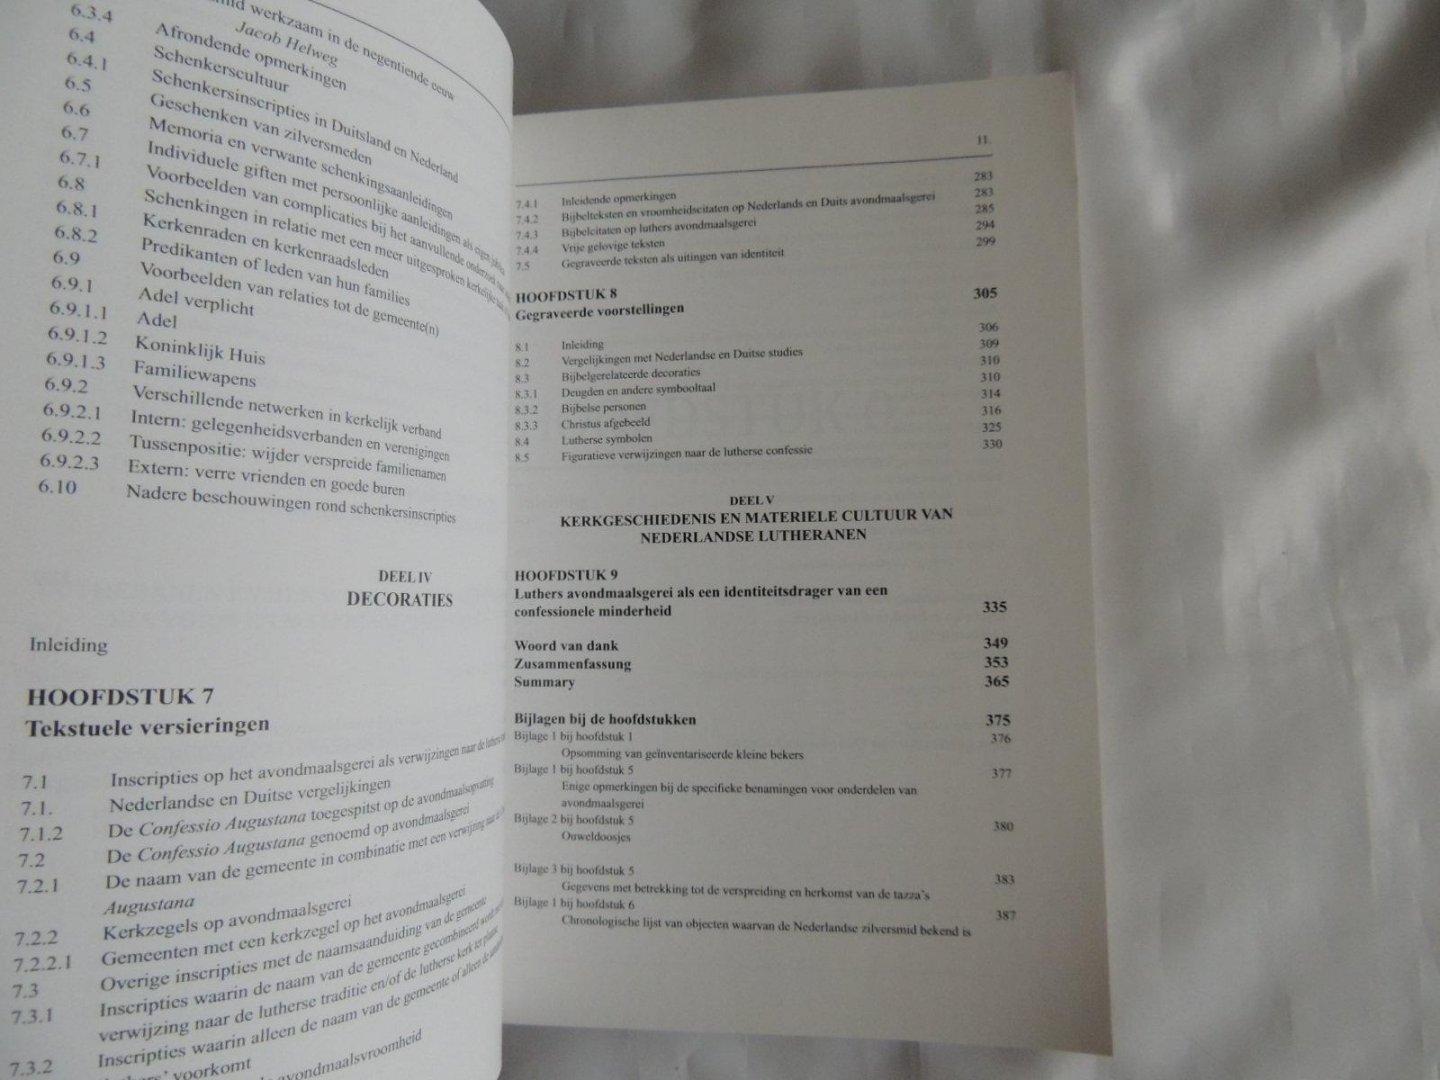 werkzaam in de negentiende eeuw
Jacob Helweg
6.3.4 Afrondende opmerkingen
6.4 Schenkerscultuur
6.4.1 Schenkersinscripties in Duitsland en Nederland
6.5 Geschenken van zilversmeden
6.6 Memoria en verwante schenkingsaanleidingen
6.7 Individuele giften met persoonlijke aanleidingen als eigen jubilea
6.7.1 Voorbeelden van complicaties bij het aanvullende onderzoek naar
6.8 Schenkingen in relatie met een meer uitgesproken kerkelijke
6.8.1 Kerkenraden en kerkenraadsleden
6.8.2 Predikanten of leden van hun families
6.9 Voorbeelden van relaties tot de gemeente(n)
6.9.1 Adel verplicht
6.9.1.1 Adel
6.9.1.2 Koninklijk Huis
6.9.1.3 Familiewapens
6.9.2 Verschillende netwerken in kerkelijk verband
6.9.2.1 Intern: gelegenheidsverbanden en verenigingen
6.9.2.2 Tussenpositie: wijder verspreide familienamen
6.9.2.3 Extern: verre vrienden en goede buren
6.10 Nadere beschouwingen rond schenkersinscripties
DEEL IV
DECORATIES
Inleiding
HOOFDSTUK 7
Tekstuele versieringen
7.1 Inscripties op het avondmaalsgerei als verwijzingen naar de luthers
7.1. Nederlandse en Duitse vergelijkingen
7.1.2 De Confessio Augustana toegespitst op de avondmaalsopvatting
7.2 De Confessio Augustana genoemd op avondmaalsgerei
7.2.1 De naam van de gemeente in combinatie met een verwijzing naar
Augustana
7.2.2 Kerkzegels op avondmaalsgerei
7.2.2.1 Gemeenten met een kerkzegel op het avondmaalsgerei
7.3 Overige inscripties met de naamsaanduiding van de gemeente
7.3.1 Inscripties waarin de naam van de gemeente gecombineerd wordt met
verwijzing naar de lutherse traditie en/of de lutherse kerk ter plaatse
7.3.2 Inscripties waarin alleen de naam van de gemeente of alleen de
voorkomt
avondmaalsvroomheid
11.
283
7.4.1 Inleidende opmerkingen 283
7.4.2 Bijbelteksten en vroomheidscitaten op Nederlands en Duits avondmaalsgerei 285
7.4.3 Bijbelcitaten op luthers avondmaalsgerei 294
7.4.4 Vrije gelovige teksten 299
7.5 Gegraveerde teksten als uitingen van identiteit
HOOFDSTUK 8 305
Gegraveerde voorstellingen
306
8.1 Inleiding 309
8.2 Vergelijkingen met Nederlandse en Duitse studies 310
8.3 Bijbelgerelateerde decoraties 310
8.3.1 Deugden en andere symbooltaal 314
8.3.2 Bijbelse personen 316
8.3.3 Christus afgebeeld 325
8.4 Lutherse symbolen 330
8.5 Figuratieve verwijzingen naar de lutherse confessie
DEEL V
KERKGESCHIEDENIS EN MATERIELE CULTUUR VAN
NEDERLANDSE LUTHERANEN
HOOFDSTUK 9
Luthers avondmaalsgerei als een identiteitsdrager van een
confessionele minderheid 335
Woord van dank 349
Zusammenfassung 353
Summary 365
Bijlagen bij de hoofdstukken 375
Bijlage 1 bij hoofdstuk 1 376
Opsomming van geïnventariseerde kleine bekers
Bijlage 1 bij hoofdstuk 5 377
Enige opmerkingen bij de specifieke benamingen voor onderdelen van
avondmaalsgerei
Bijlage 2 bij hoofdstuk 5 380
Ouweldoosjes
Bijlage 3 bij hoofdstuk 5 383
Gegevens met betrekking tot de verspreiding en herkomst van de tazza's
Bijlage 1 bij hoofdstuk 6 387
Chronologische lijst van objecten waarvan de Nederlandse zilversmid bekend is